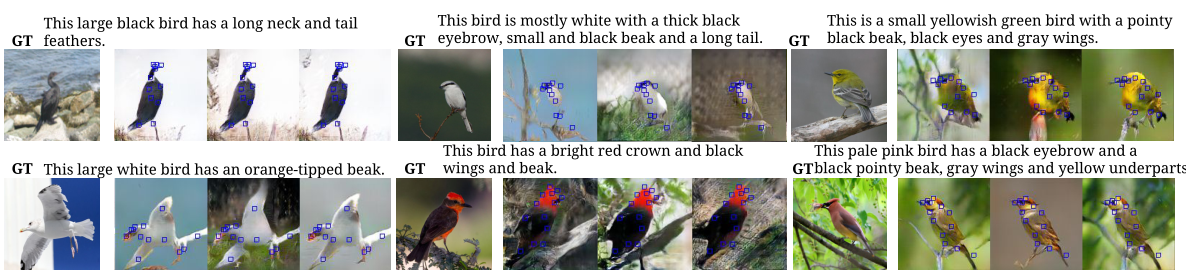 This large black bird has a long neck and tail
feathers.
GT
This bird is mostly white with a thick black
eyebrow, small and black beak and a long tail.
GT
This is a small yellowish green bird with a pointy
black beak, black eyes and gray wings.
GT
GT
This large white bird has an orange-tipped beak.
This bird has a bright red crown and black
wings and beak.
GT
This pale pink bird has a black eyebrow and a
black pointy beak, gray wings and yellow underparts
GT